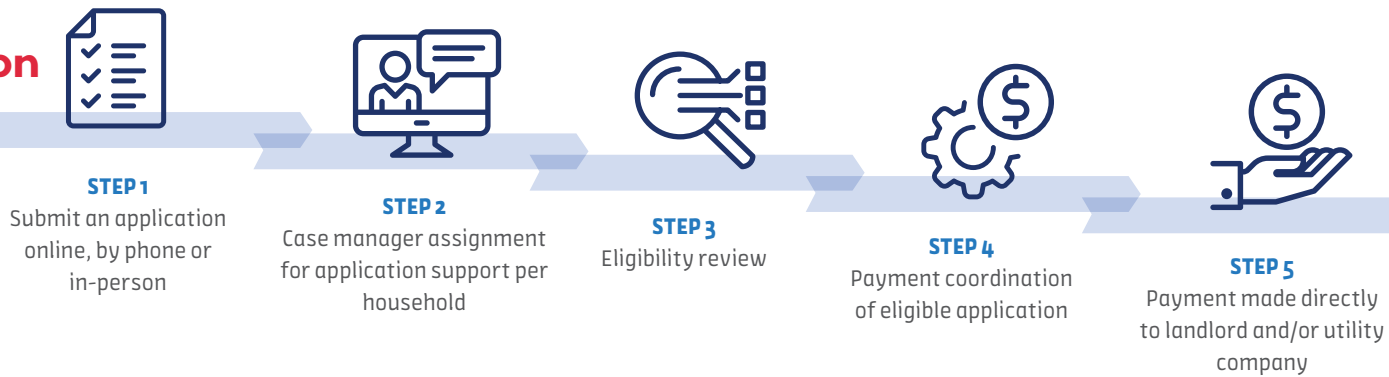 on
STEP 1
Submit an application
online, by phone or
in-person
STEP 2
Case manager assignment
for application support per
household
STEP 3
Eligibility review
STEP 4
Payment coordination
of eligible application
STEP 5
Payment made directly
to landlord and/or utility
company